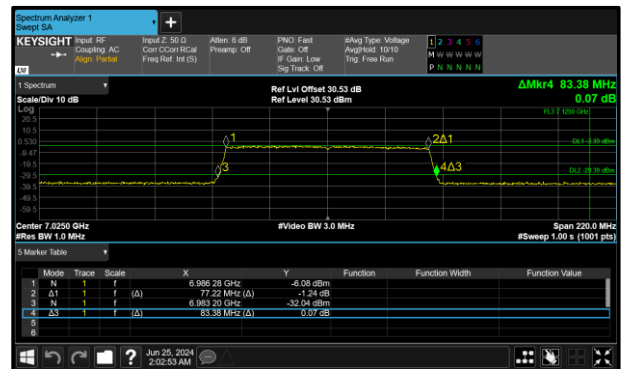 Spectrum Analyzer 1
Swept SA
+
KEYSIGHT
Input: RF
Coupling: AC
Align: Partial
Input Z: 50 Ω
Corr CCorr RCal
Freq Ref: Int (S)
Atten: 6 dB
Preamp: Off
PNO: Fast
Gate: Off
IF Gain: Low
Sig Track: Off
#Avg Type: Voltage
Avg|Hold: 10/10
Trig: Free Run
1 2 3 4 5 6
M W W W W W
P N N N N N
1 Spectrum
Scale/Div 10 dB
Log
Ref Lvl Offset 30.53 dB
Ref Level 30.53 dBm
ΔMkr4 83.38 MHz
0.07 dB
20.5
10.5
0.530
-9.47
-19.5
-29.5
-39.5
-49.5
-59.5
1
2Δ1
3
4Δ3
DL1 -3.39 dBm
DL2 -29.39 dBm
Center 7.0250 GHz
#Video BW 3.0 MHz
Span 220.0 MHz
#Res BW 1.0 MHz
#Sweep 1.00 s (1001 pts)
5 Marker Table
Mode Trace Scale X Y Function Function Width Function Value
1 N 1 f 6.986 28 GHz -6.08 dBm
2 Δ1 1 f (Δ) 77.22 MHz (Δ) -1.24 dB
3 N 1 f 6.983 20 GHz -32.04 dBm
4 Δ3 1 f (Δ) 83.38 MHz (Δ) 0.07 dB
5
6
?
Jun 25, 2024
2:02:53 AM